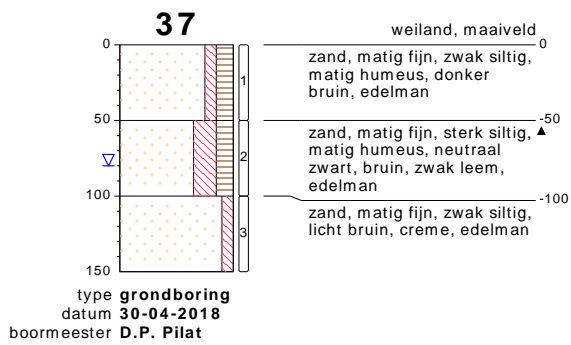 37
weiland, maaiveld
0
0
zand, matig fijn, zwak siltig,
matig humeus, donker
bruin, edelman
1
50
-50
zand, matig fijn, sterk siltig,
matig humeus, neutraal
zwart, bruin, zwak leem,
edelman
2
100
-100
zand, matig fijn, zwak siltig,
licht bruin, creme, edelman
3
150
type grondboring
datum 30-04-2018
boormeester D.P. Pilat